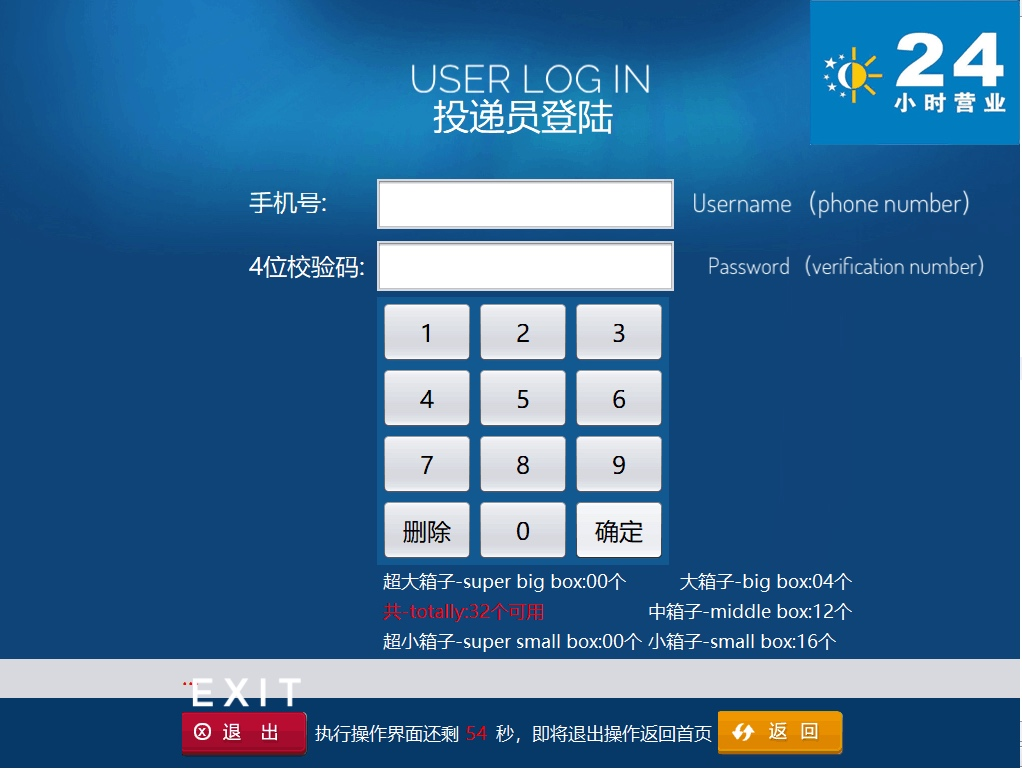 USER LOG IN
投递员登陆
24
小时营业
手机号:
Username（phone number）
4位校验码:
Password（verification number）
1 2 3
4 5 6
7 8 9
删除 0 确定
超大箱子-super big box:00个 大箱子-big box:04个
共-totally:32个可用 中箱子-middle box:12个
超小箱子-super small box:00个 小箱子-small box:16个
...
EXIT
退 出 执行操作界面还剩 54 秒，即将退出操作返回首页 返 回